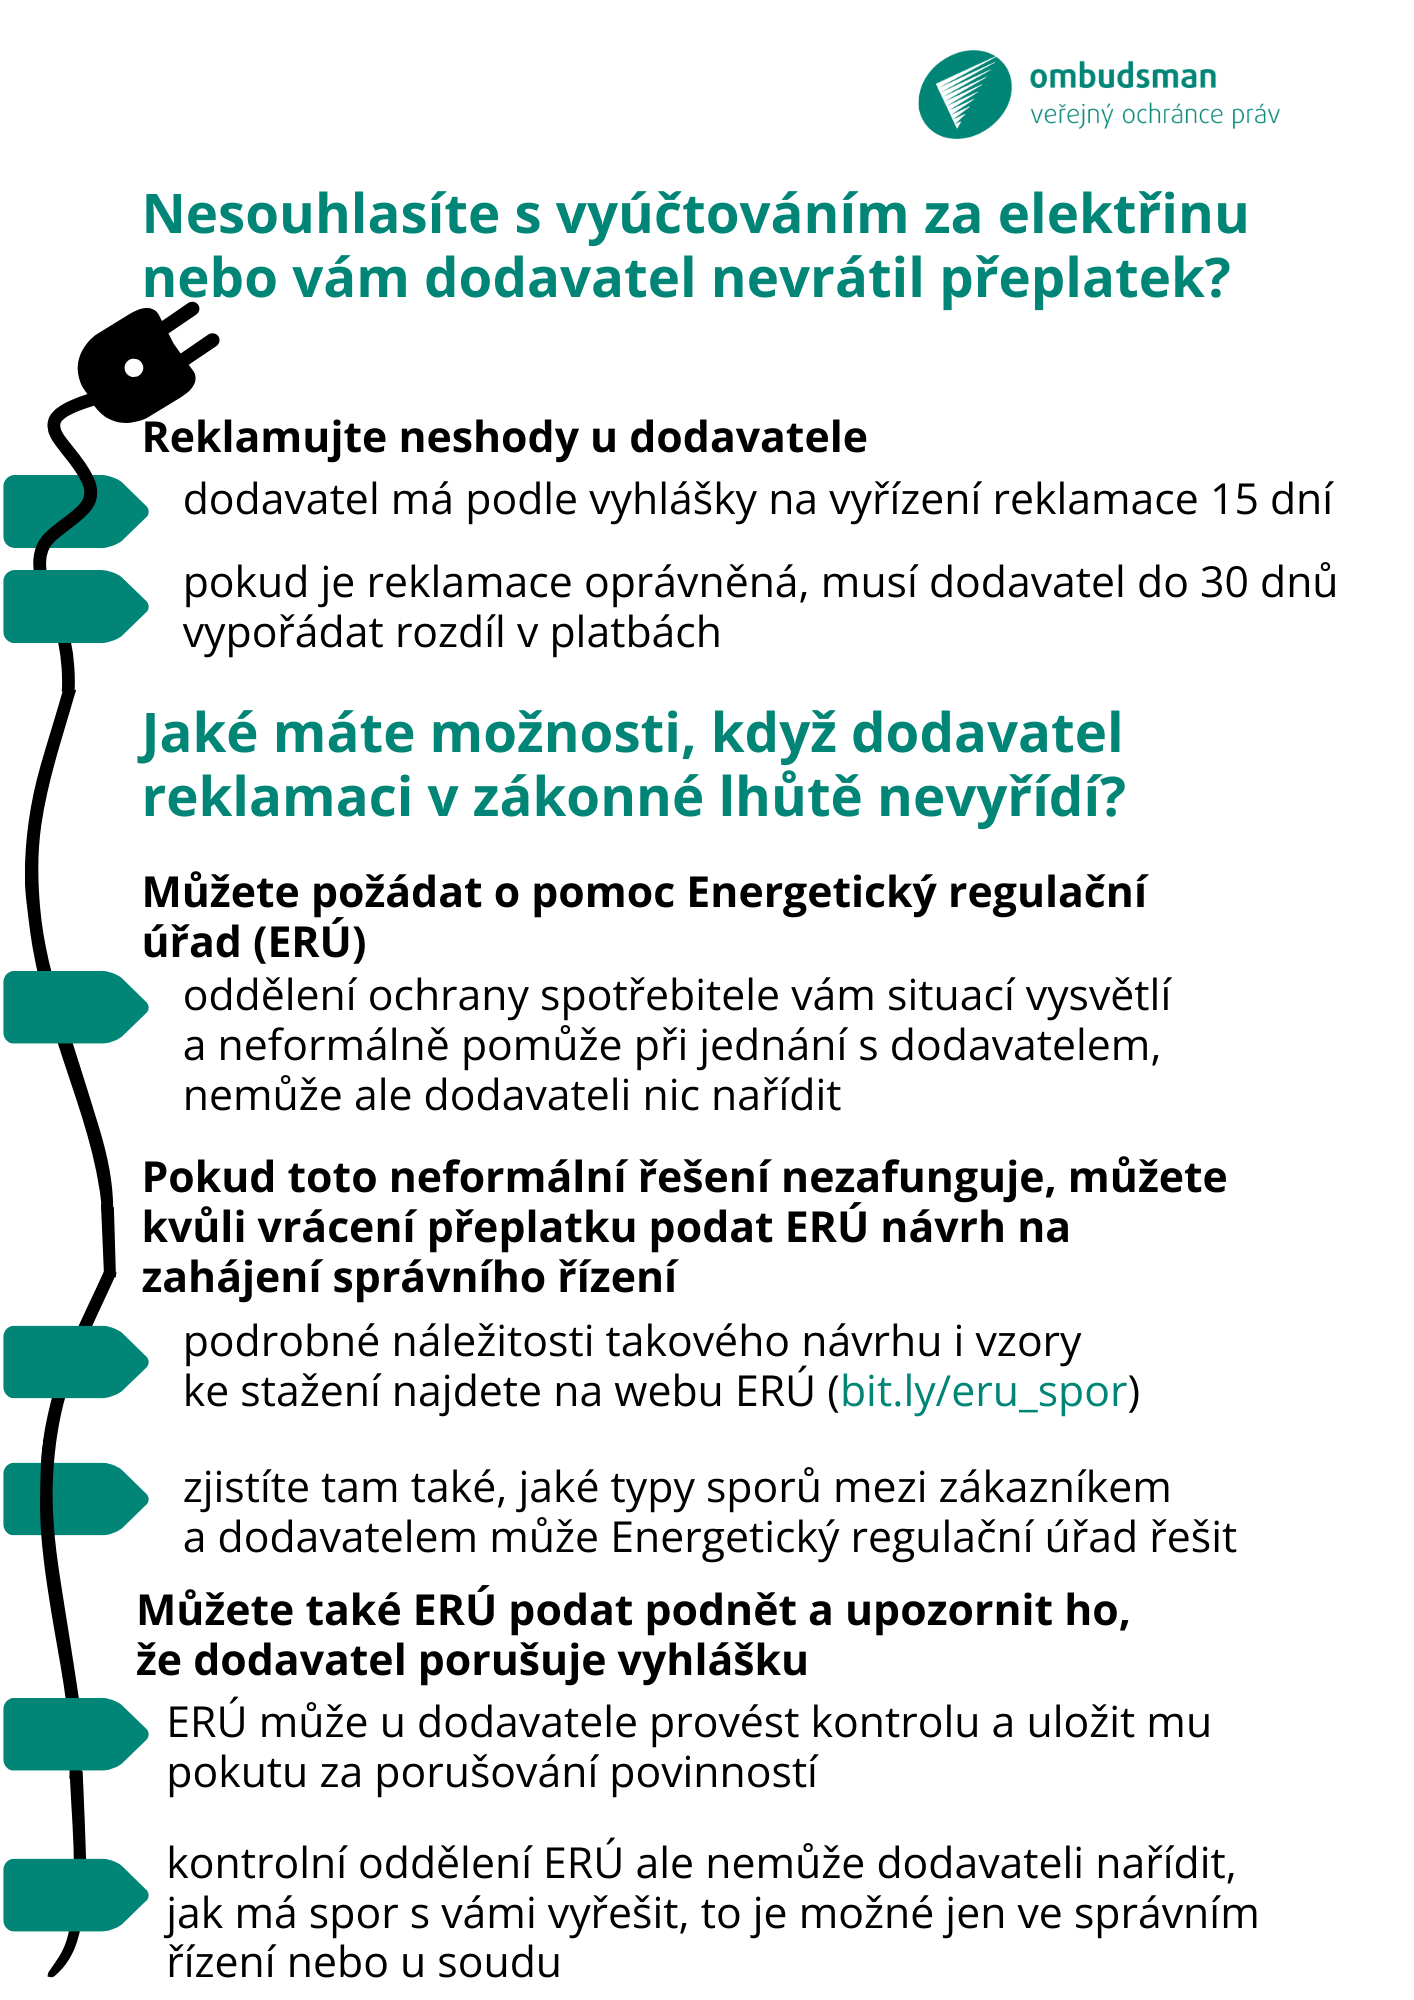 ombudsman
veřejný ochránce práv
Nesouhlasíte s vyúčtováním za elektřinu
nebo vám dodavatel nevrátil přeplatek?
Reklamujte neshody u dodavatele
dodavatel má podle vyhlášky na vyřízení reklamace 15 dní
pokud je reklamace oprávněná, musí dodavatel do 30 dnů
vypořádat rozdíl v platbách
Jaké máte možnosti, když dodavatel
reklamaci v zákonné lhůtě nevyřídí?
Můžete požádat o pomoc Energetický regulační
úřad (ERÚ)
oddělení ochrany spotřebitele vám situací vysvětlí
a neformálně pomůže při jednání s dodavatelem,
nemůže ale dodavateli nic nařídit
Pokud toto neformální řešení nezafunguje, můžete
kvůli vrácení přeplatku podat ERÚ návrh na
zahájení správního řízení
podrobné náležitosti takového návrhu i vzory
ke stažení najdete na webu ERÚ (bit.ly/eru_spor)
zjistíte tam také, jaké typy sporů mezi zákazníkem
a dodavatelem může Energetický regulační úřad řešit
Můžete také ERÚ podat podnět a upozornit ho,
že dodavatel porušuje vyhlášku
ERÚ může u dodavatele provést kontrolu a uložit mu
pokutu za porušování povinností
kontrolní oddělení ERÚ ale nemůže dodavateli nařídit,
jak má spor s vámi vyřešit, to je možné jen ve správním
řízení nebo u soudu